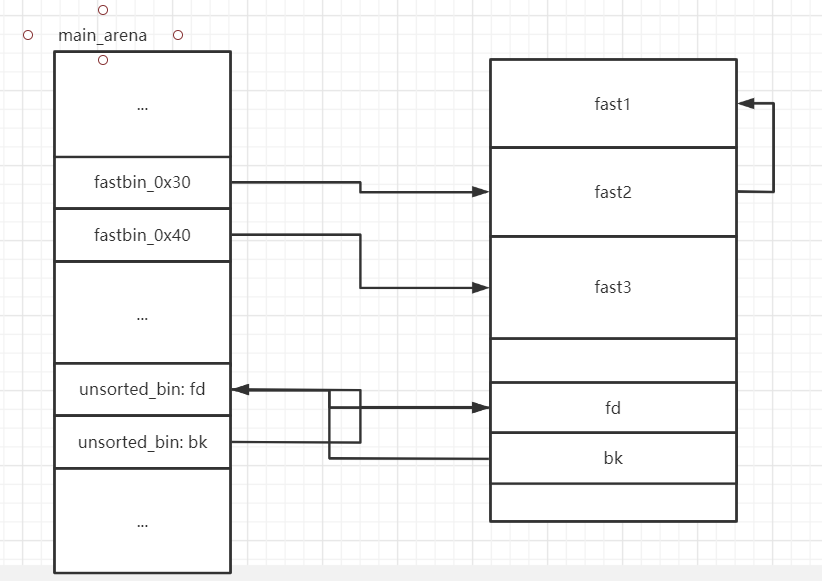 main_arena
...
fastbin_0x30
fastbin_0x40
...
unsorted_bin: fd
unsorted_bin: bk
...
fast1
fast2
fast3
fd
bk